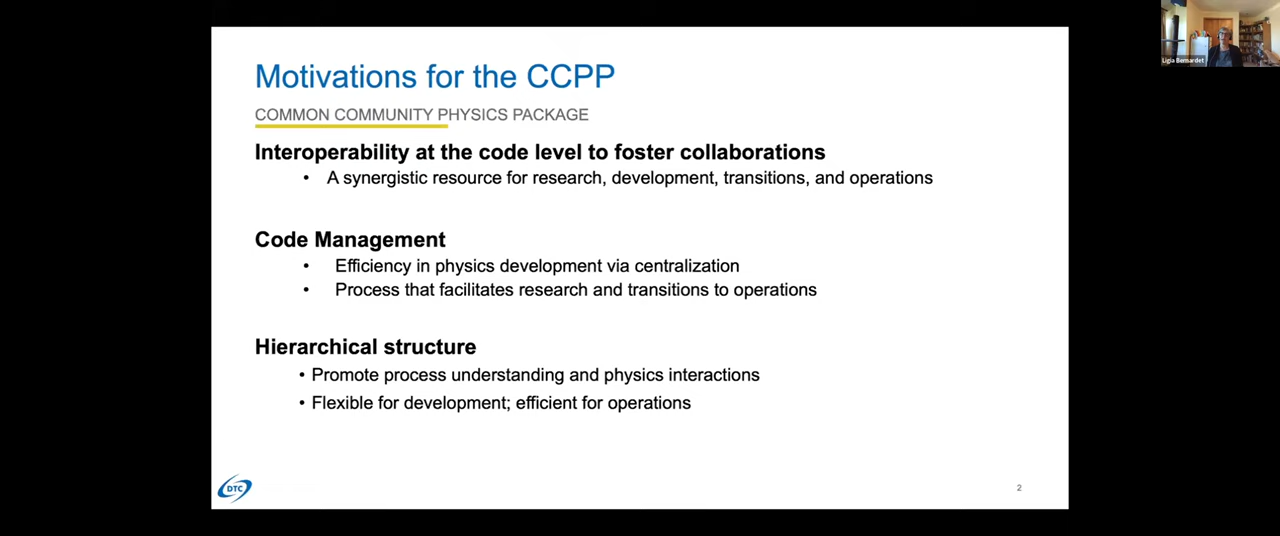 Motivations for the CCPP
COMMON COMMUNITY PHYSICS PACKAGE
Interoperability at the code level to foster collaborations
• A synergistic resource for research, development, transitions, and operations
Code Management
• Efficiency in physics development via centralization
• Process that facilitates research and transitions to operations
Hierarchical structure
• Promote process understanding and physics interactions
• Flexible for development; efficient for operations
DTC
2
Ligia Bernardet